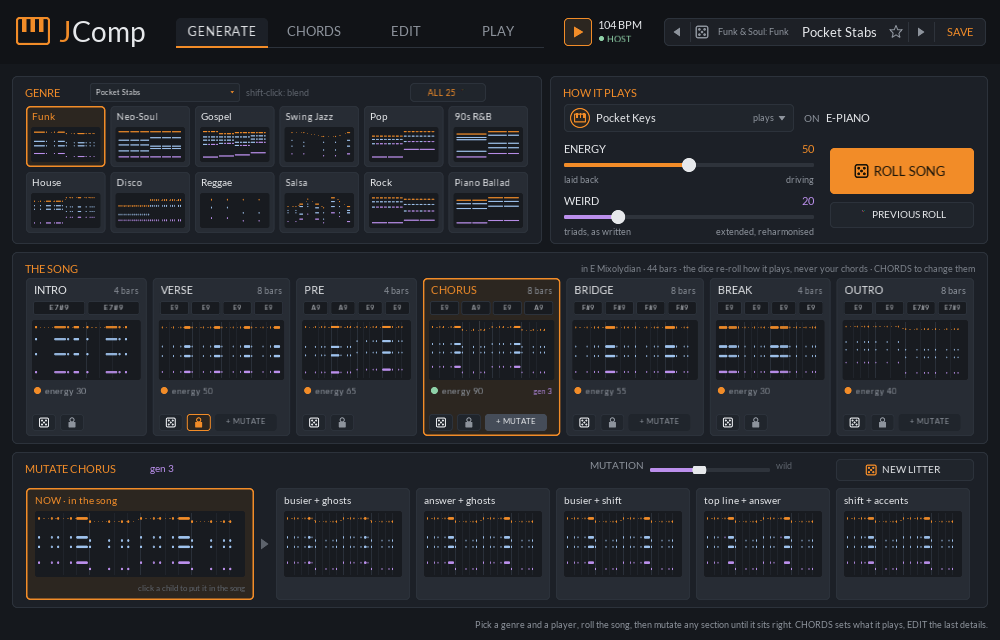 JComp
GENERATE CHORDS EDIT PLAY
104 BPM
HOST
Funk & Soul: Funk Pocket Stabs SAVE
GENRE Pocket Stabs shift-click: blend ALL 25
Funk Neo-Soul Gospel Swing Jazz Pop 90s R&B
House Disco Reggae Salsa Rock Piano Ballad
HOW IT PLAYS
Pocket Keys plays ON E-PIANO
ENERGY 50
laid back driving
WEIRD 20
triads, as written extended, reharmonised
ROLL SONG
PREVIOUS ROLL
THE SONG in E Mixolydian · 44 bars · the dice re-roll how it plays, never your chords · CHORDS to change them
INTRO 4 bars VERSE 8 bars PRE 4 bars CHORUS 8 bars BRIDGE 8 bars BREAK 4 bars OUTRO 8 bars
E7#9 E7#9 E9 E9 E9 E9 A9 A9 E9 E9 E9 A9 E9 A9 F#9 F#9 F#9 F#9 E9 E9 E9 E9 E9 E9 E7#9 E7#9
energy 30 energy 50 energy 65 energy 90 gen 3 energy 55 energy 30 energy 40
+ MUTATE + MUTATE + MUTATE + MUTATE
MUTATE CHORUS gen 3 MUTATION wild NEW LITTER
NOW · in the song busier + ghosts answer + ghosts busier + shift top line + answer shift + accents
click a child to put it in the song
Pick a genre and a player, roll the song, then mutate any section until it sits right. CHORDS sets what it plays, EDIT the last details.